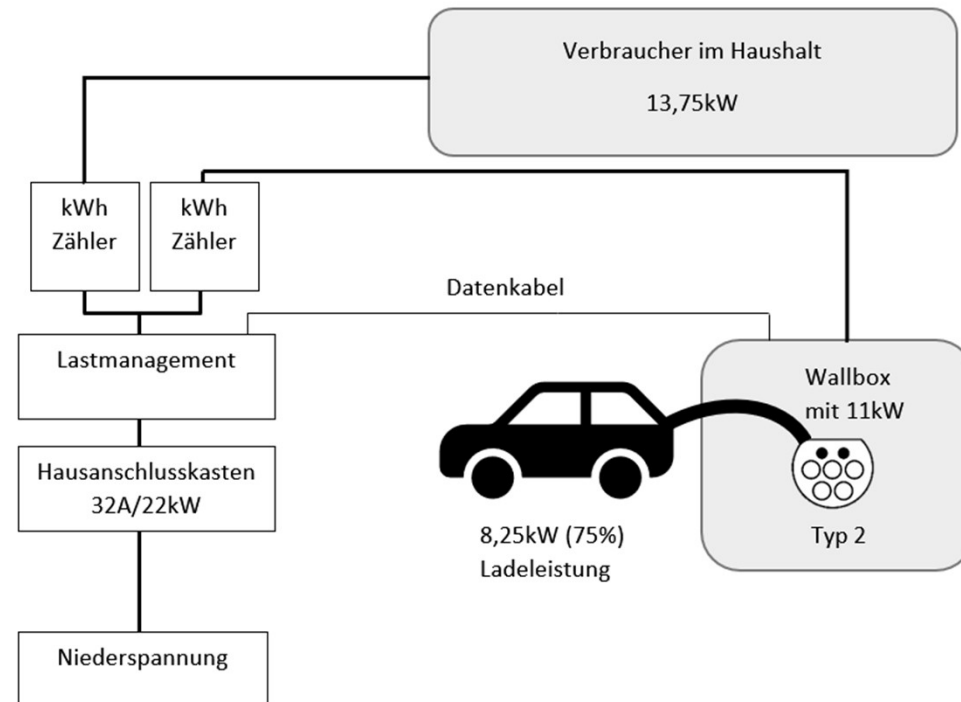 Verbraucher im Haushalt
13,75kW
kWh
Zähler
kWh
Zähler
Datenkabel
Lastmanagement
Wallbox
mit 11kW
Hausanschlusskasten
32A/22kW
8,25kW (75%)
Ladeleistung
Typ 2
Niederspannung